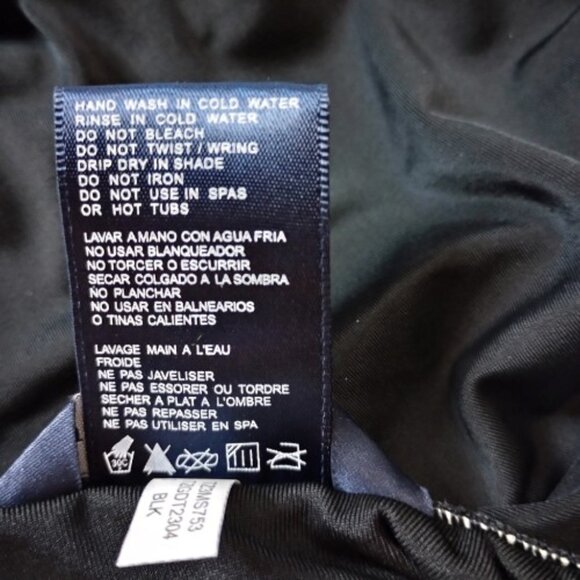 HAND WASH IN COLD WATER
RINSE IN COLD WATER
DO NOT BLEACH
DO NOT TWIST / WRING
DRIP DRY IN SHADE
DO NOT IRON
DO NOT USE IN SPAS
OR HOT TUBS
LAVAR A MANO CON AGUA FRIA
NO USAR BLANQUEADOR
NO TORCER O ESCURRIR
SECAR COLGADO A LA SOMBRA
NO PLANCHAR
NO USAR EN BALNEARIOS
O TINAS CALIENTES
LAVAGE MAIN A L'EAU
FROIDE
NE PAS JAVELISER
NE PAS ESSORER OU TORDRE
SECHER A PLAT A L'OMBRE
NE PAS REPASSER
NE PAS UTILISER EN SPA
30C
BLK